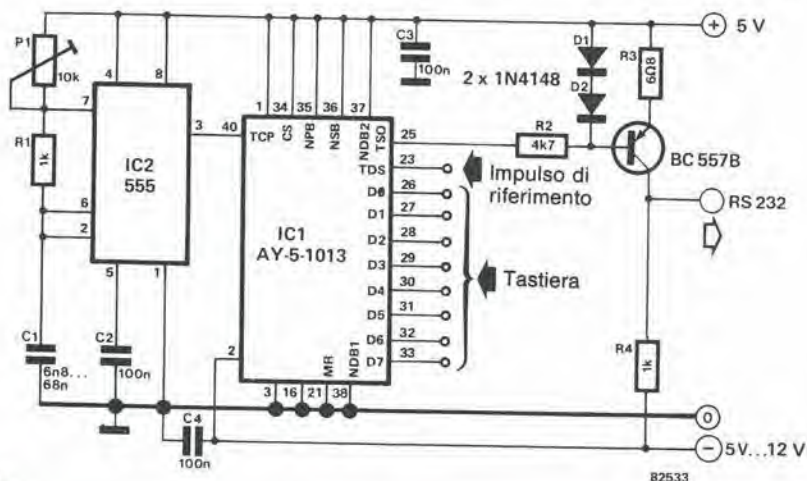 P1
10k
R1
1k
C1
6n8...
68n
4
8
7
6
2
3
5
1
IC2
555
C2
100n
C4
100n
40
1
34
35
36
37
TCP
CS
NPB
NSB
NDB2
TSO
25
TDS
23
D0
26
D1
27
D2
28
D3
29
D4
30
D5
31
D6
32
D7
33
IC1
AY-5-1013
2
MR
NDB1
3
16
21
38
C3
100n
2 x 1N4148
D1
D2
R3
6Ω8
R2
4k7
BC 557B
Impulso di
riferimento
Tastiera
R4
1k
+ 5 V
RS 232
0
− 5V...12 V
82533